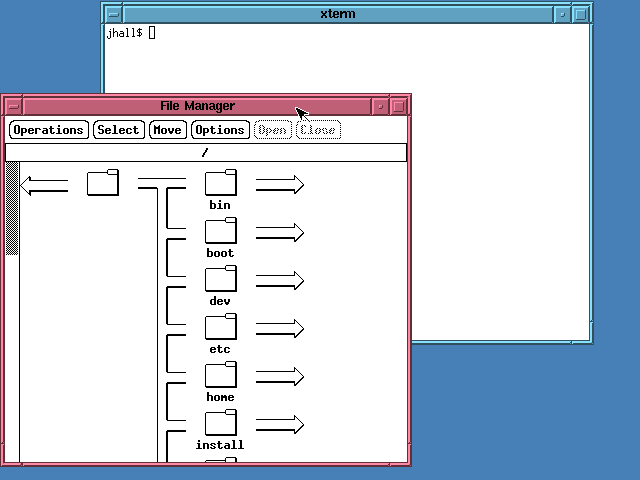 xterm
jhall$
File Manager
Operations Select Move Options Open Close
/
bin
boot
dev
etc
home
install